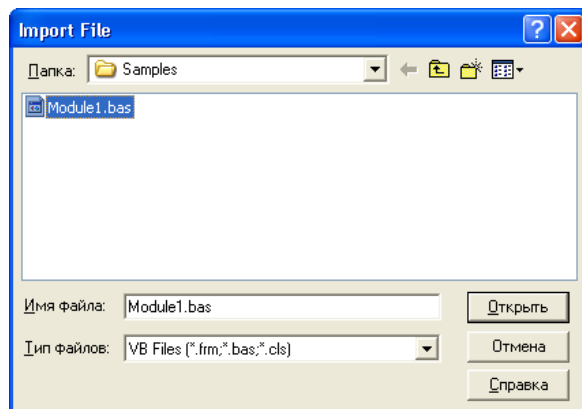 Import File
Папка: Samples
Module1.bas
Имя файла: Module1.bas
Открыть
Тип файлов: VB Files (*.frm;*.bas;*.cls)
Отмена
Справка